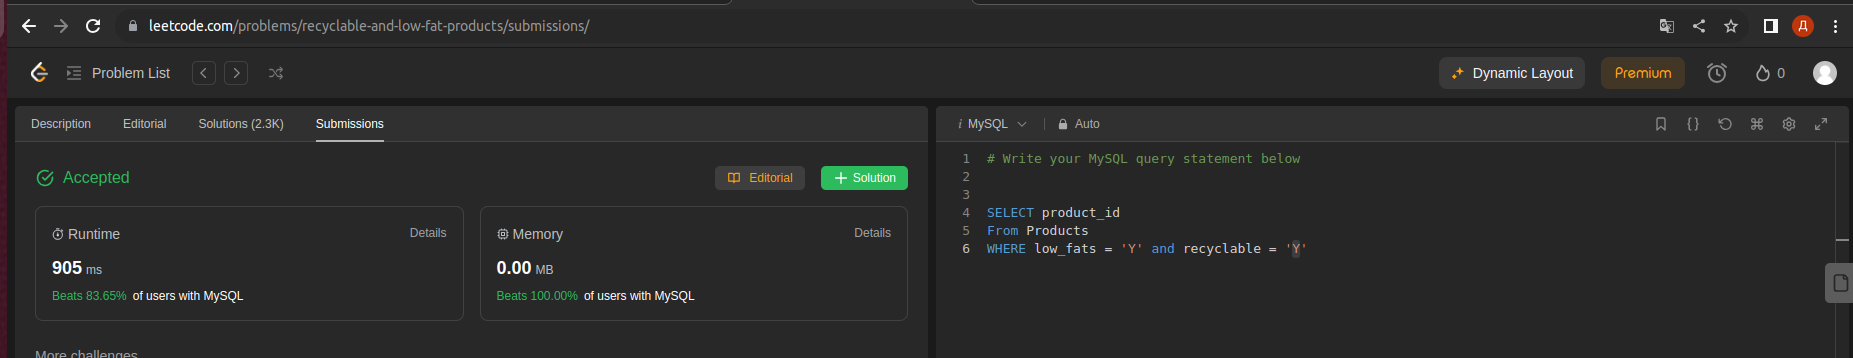 leetcode.com/problems/recyclable-and-low-fat-products/submissions/
Д
Problem List
Dynamic Layout
Premium
0
Description Editorial Solutions (2.3K) Submissions
Accepted
Editorial
Solution
Runtime
Details
905 ms
Beats 83.65% of users with MySQL
Memory
Details
0.00 MB
Beats 100.00% of users with MySQL
More challenges
i MySQL
Auto
1 # Write your MySQL query statement below
2
3
4 SELECT product_id
5 From Products
6 WHERE low_fats = 'Y' and recyclable = 'Y'